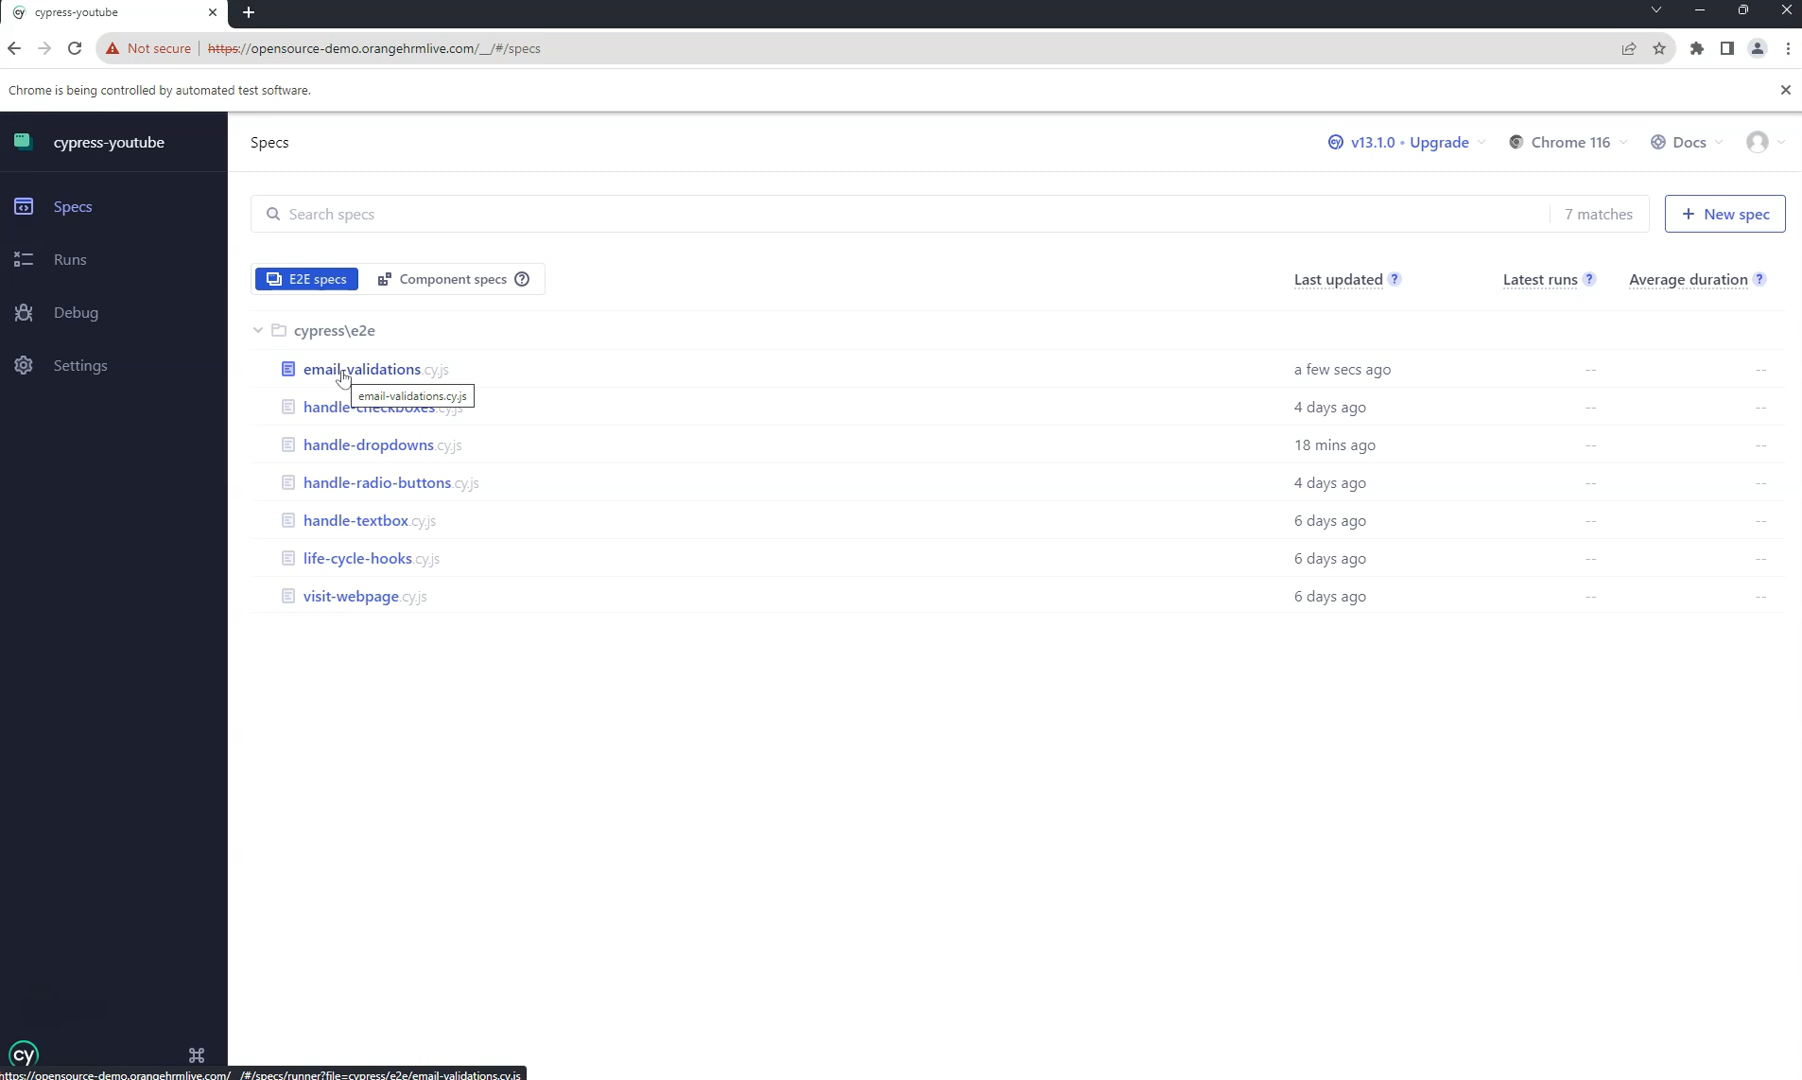 cypress-youtube
Not secure https://opensource-demo.orangehrmlive.com/__/#/specs
Chrome is being controlled by automated test software.
cypress-youtube
Specs
Runs
Debug
Settings
cy
Specs
v13.1.0 • Upgrade
Chrome 116
Docs
Search specs
7 matches
+ New spec
E2E specs
Component specs ?
Last updated ?
Latest runs ?
Average duration ?
cypress\e2e
email-validations.cy.js a few secs ago -- --
email-validations.cy.js
handle-checkboxes.cy.js 4 days ago -- --
handle-dropdowns.cy.js 18 mins ago -- --
handle-radio-buttons.cy.js 4 days ago -- --
handle-textbox.cy.js 6 days ago -- --
life-cycle-hooks.cy.js 6 days ago -- --
visit-webpage.cy.js 6 days ago -- --
https://opensource-demo.orangehrmlive.com/__/#/specs/runner?file=cypress/e2e/email-validations.cy.js